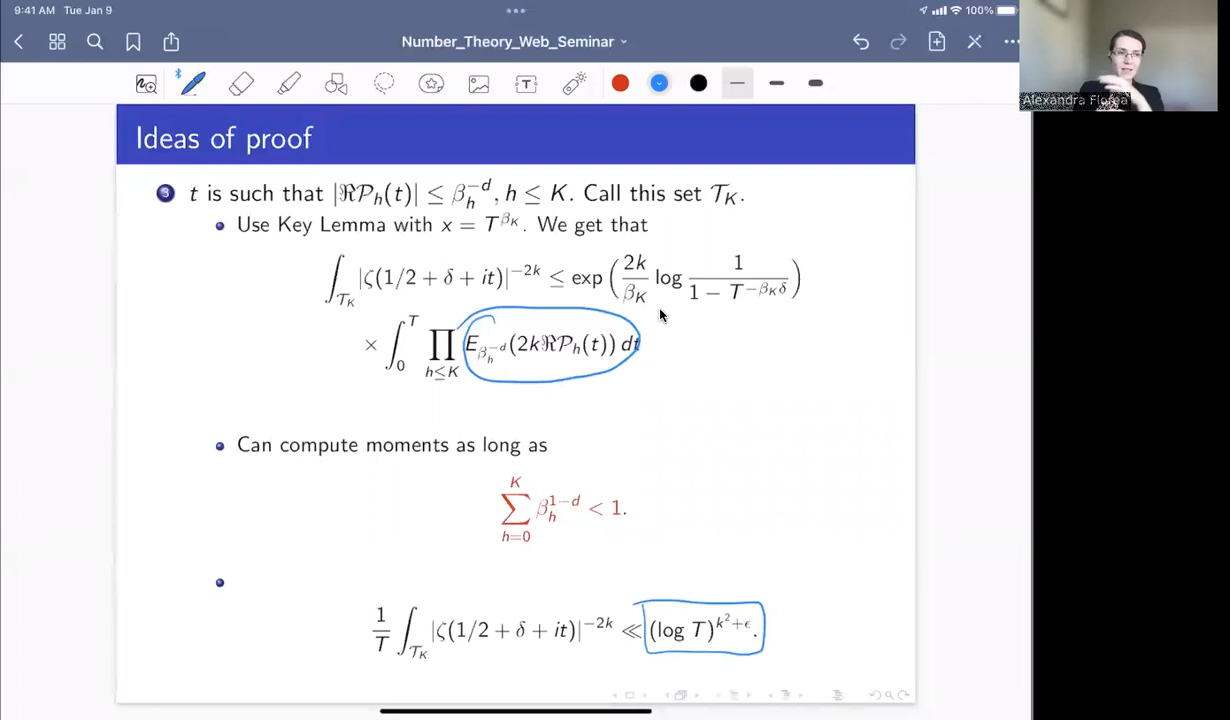 9:41 AM Tue Jan 9
100%
Number_Theory_Web_Seminar
Alexandra Florea
Ideas of proof
3 t is such that |ℜ𝒫_h(t)| ≤ β_h^{-d}, h ≤ K. Call this set 𝒯_K.
Use Key Lemma with x = T^{β_K}. We get that
∫_{𝒯_K} |ζ(1/2 + δ + it)|^{-2k} ≤ exp( 2k/β_K log 1/(1 − T^{-β_K δ}) )
× ∫_0^T ∏_{h≤K} E_{β_h^{-d}}(2kℜ𝒫_h(t)) dt
Can compute moments as long as
∑_{h=0}^{K} β_h^{1-d} < 1.
1/T ∫_{𝒯_K} |ζ(1/2 + δ + it)|^{-2k} ≪ (log T)^{k^2+ϵ}.